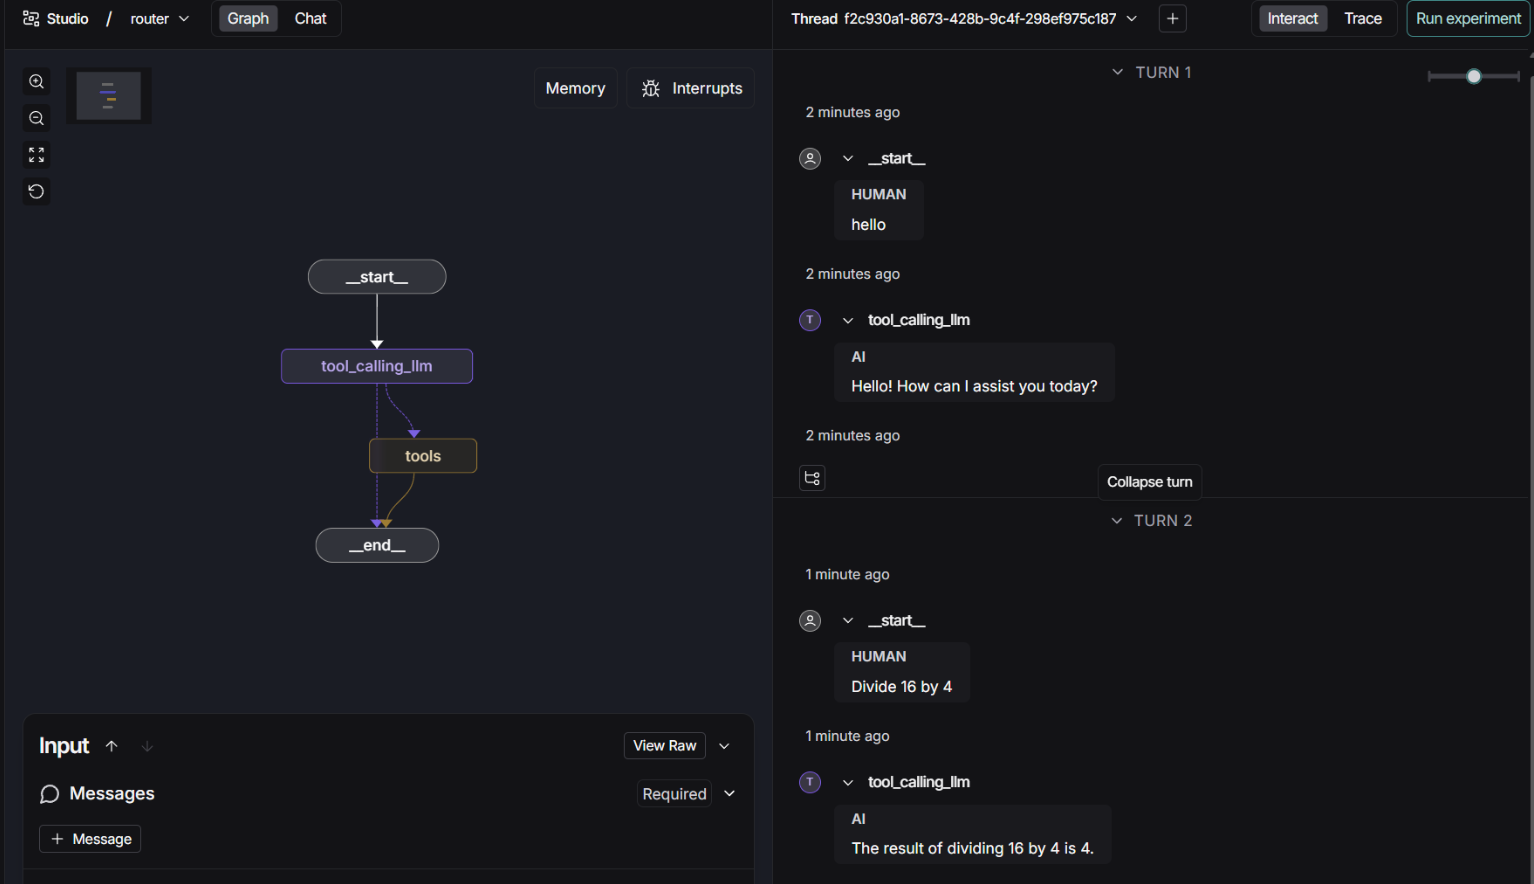 Studio / router
Graph
Chat
Memory
Interrupts
__start__
tool_calling_llm
tools
__end__
Input
View Raw
Messages
Required
+ Message
Thread f2c930a1-8673-428b-9c4f-298ef975c187
+
Interact
Trace
Run experiment
TURN 1
2 minutes ago
__start__
HUMAN
hello
2 minutes ago
T
tool_calling_llm
AI
Hello! How can I assist you today?
2 minutes ago
Collapse turn
TURN 2
1 minute ago
__start__
HUMAN
Divide 16 by 4
1 minute ago
T
tool_calling_llm
AI
The result of dividing 16 by 4 is 4.